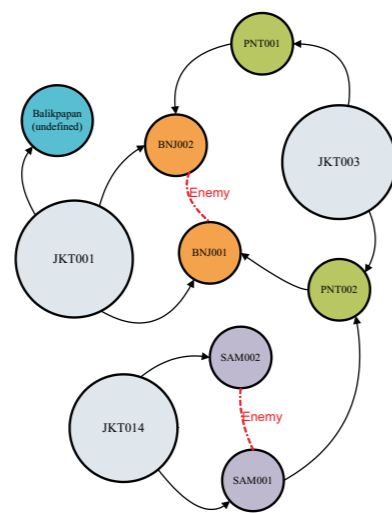 PNT001
Balikpapan
(undefined)
BNJ002
JKT003
Enemy
JKT001
BNJ001
PNT002
SAM002
Enemy
JKT014
SAM001